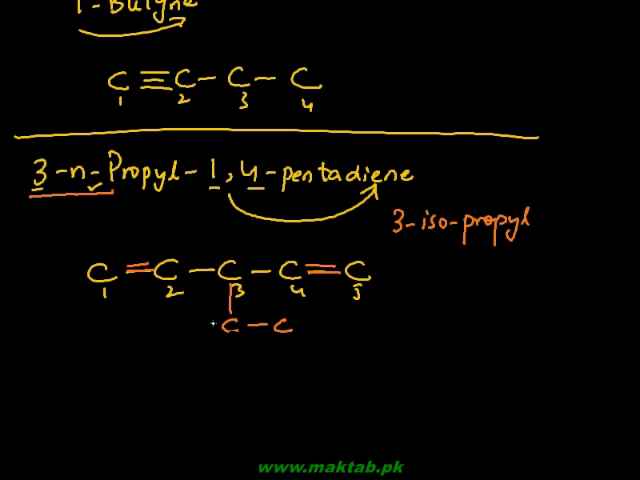 1-Butyne
C≡C-C-C
1 2 3 4
3-n-Propyl-1,4-pentadiene
3-iso-propyl
C=C-C-C=C
1 2 3 4 5
C-C
www.maktab.pk